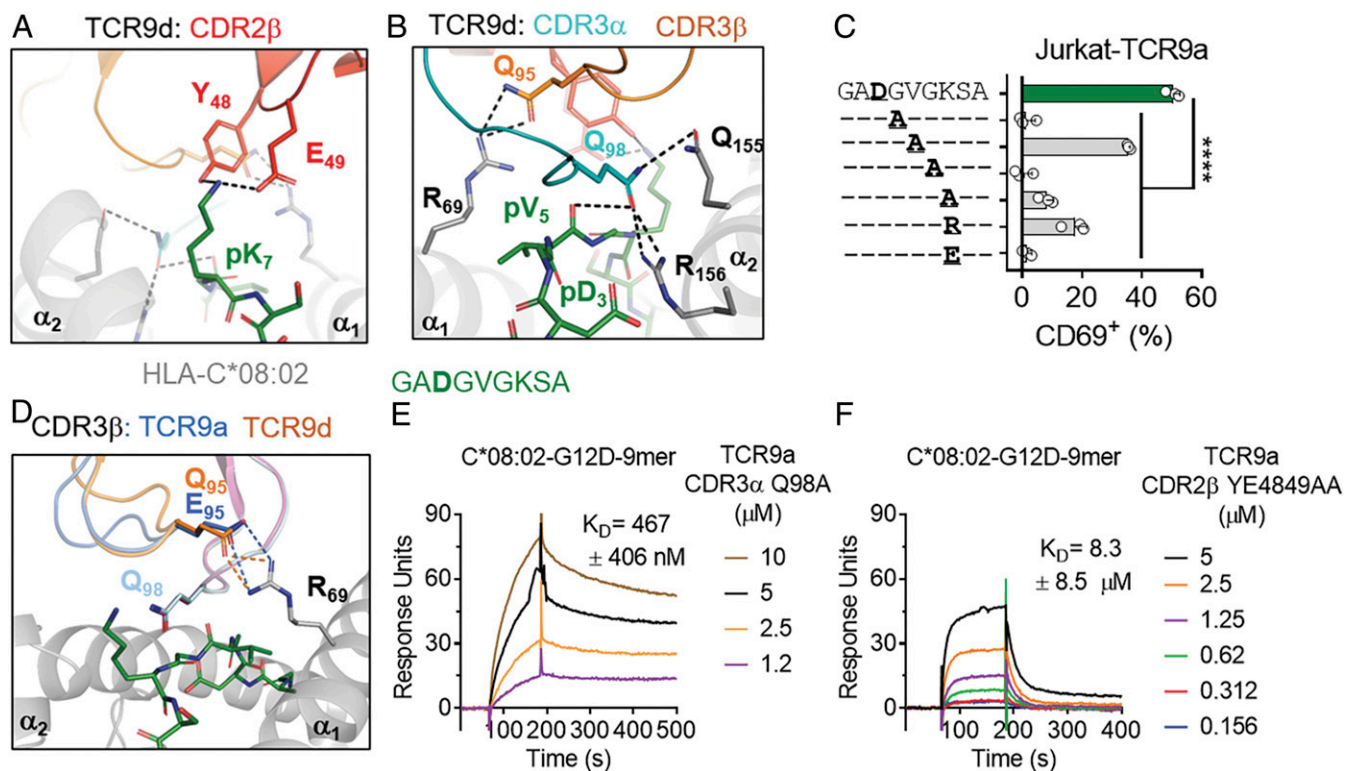 A
TCR9d: CDR2β
Y48
E49
pK7
α2
α1
HLA-C*08:02
B
TCR9d: CDR3α CDR3β
Q95
Q98
Q155
R69
pV5
R156
α2
pD3
α1
GADGVGKSA
C
Jurkat-TCR9a
GADGVGKSA
---A------
----A-----
-----A----
------A--
------R--
------E--
****
0 20 40 60
CD69+ (%)
D
CDR3β: TCR9a TCR9d
Q95
E95
Q98
R69
α2
α1
E
C*08:02-G12D-9mer
TCR9a
CDR3α Q98A
(μM)
KD = 467
± 406 nM
10
5
2.5
1.2
90
60
30
0
Response Units
100 200 300 400 500
Time (s)
F
C*08:02-G12D-9mer
TCR9a
CDR2β YE4849AA
(μM)
KD = 8.3
± 8.5 μM
5
2.5
1.25
0.62
0.312
0.156
90
60
30
0
Response Units
100 200 300 400
Time (s)